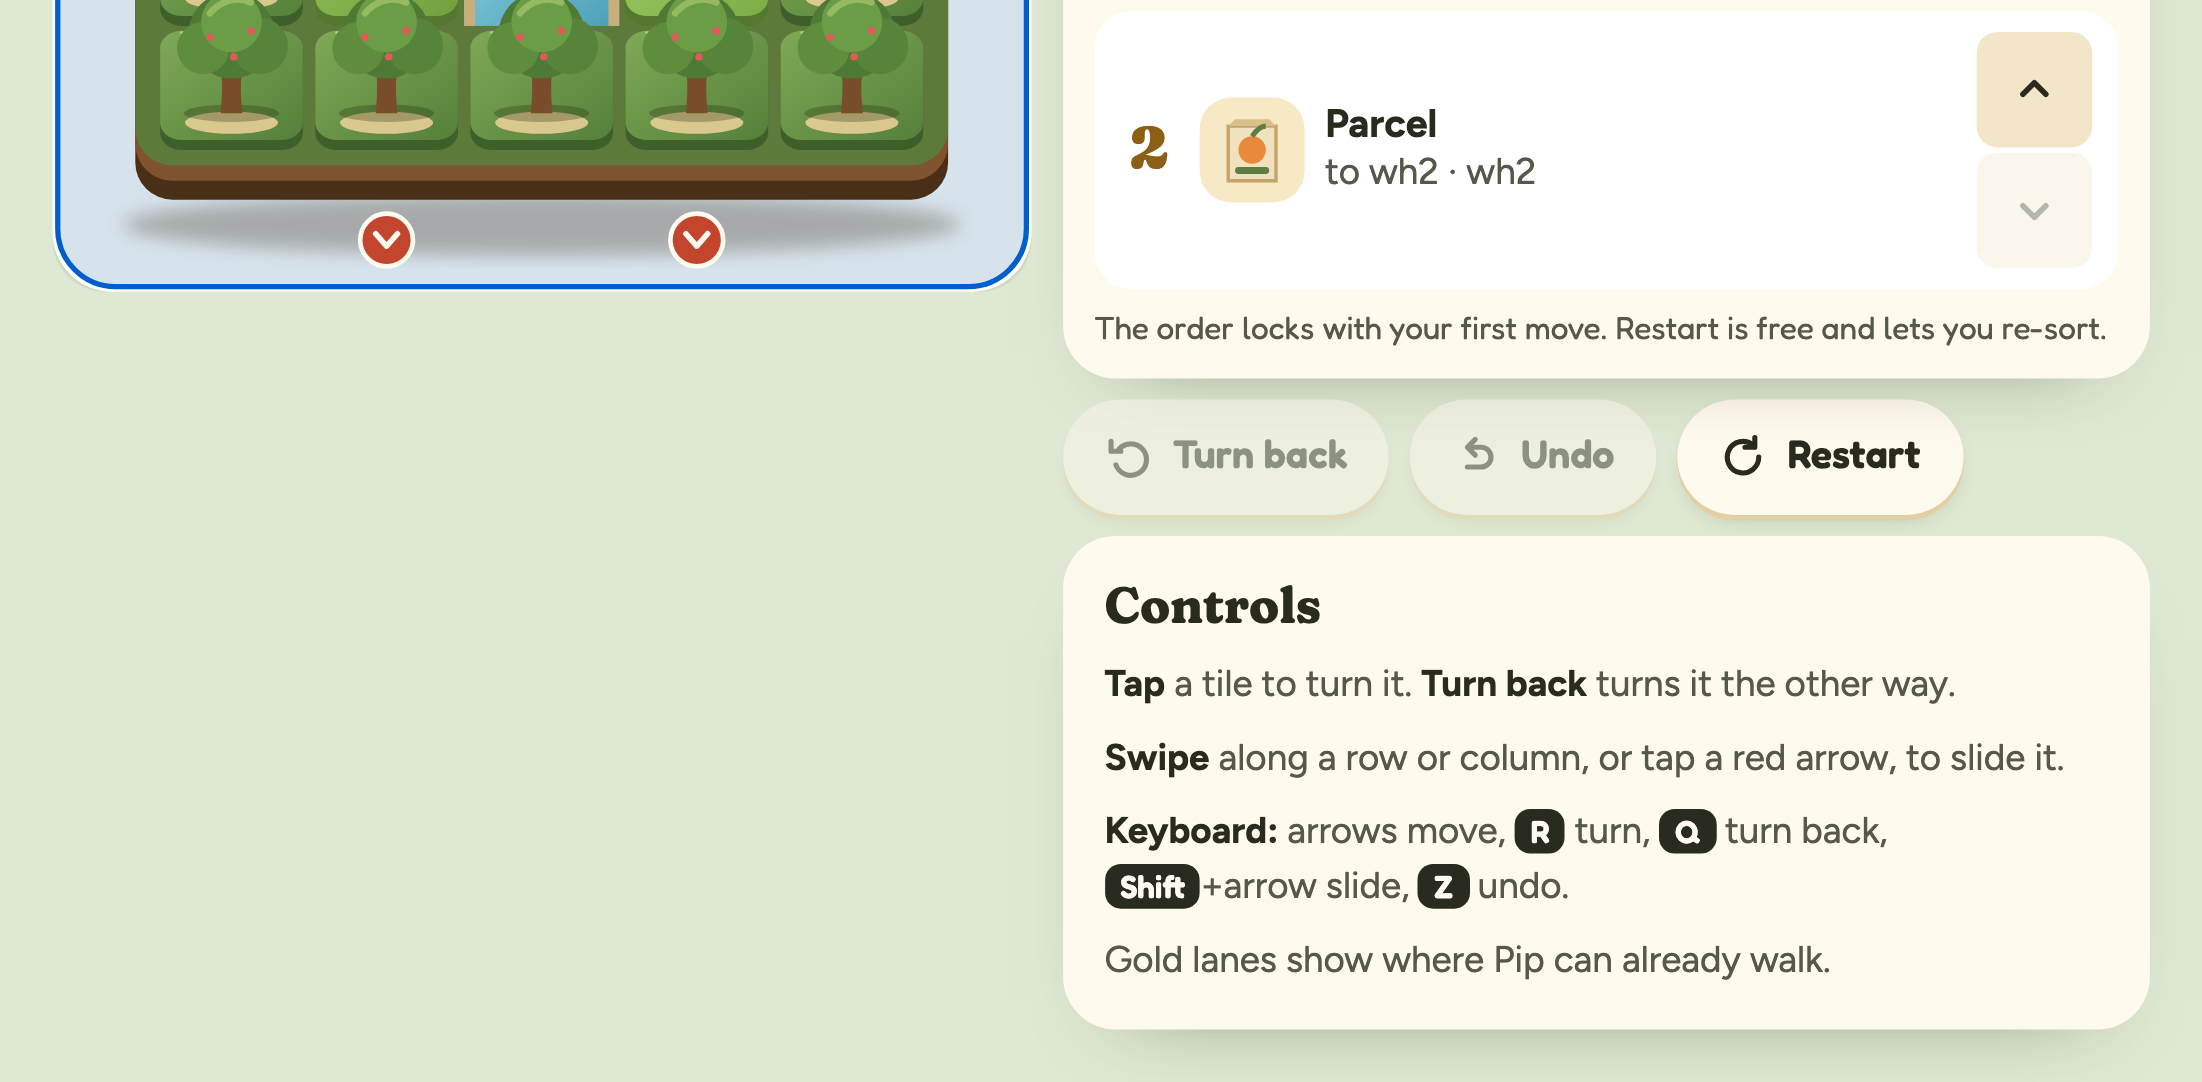 2
Parcel
to wh2 · wh2
The order locks with your first move. Restart is free and lets you re-sort.
Turn back
Undo
Restart
Controls
Tap a tile to turn it. Turn back turns it the other way.
Swipe along a row or column, or tap a red arrow, to slide it.
Keyboard: arrows move, R turn, Q turn back,
Shift+arrow slide, Z undo.
Gold lanes show where Pip can already walk.